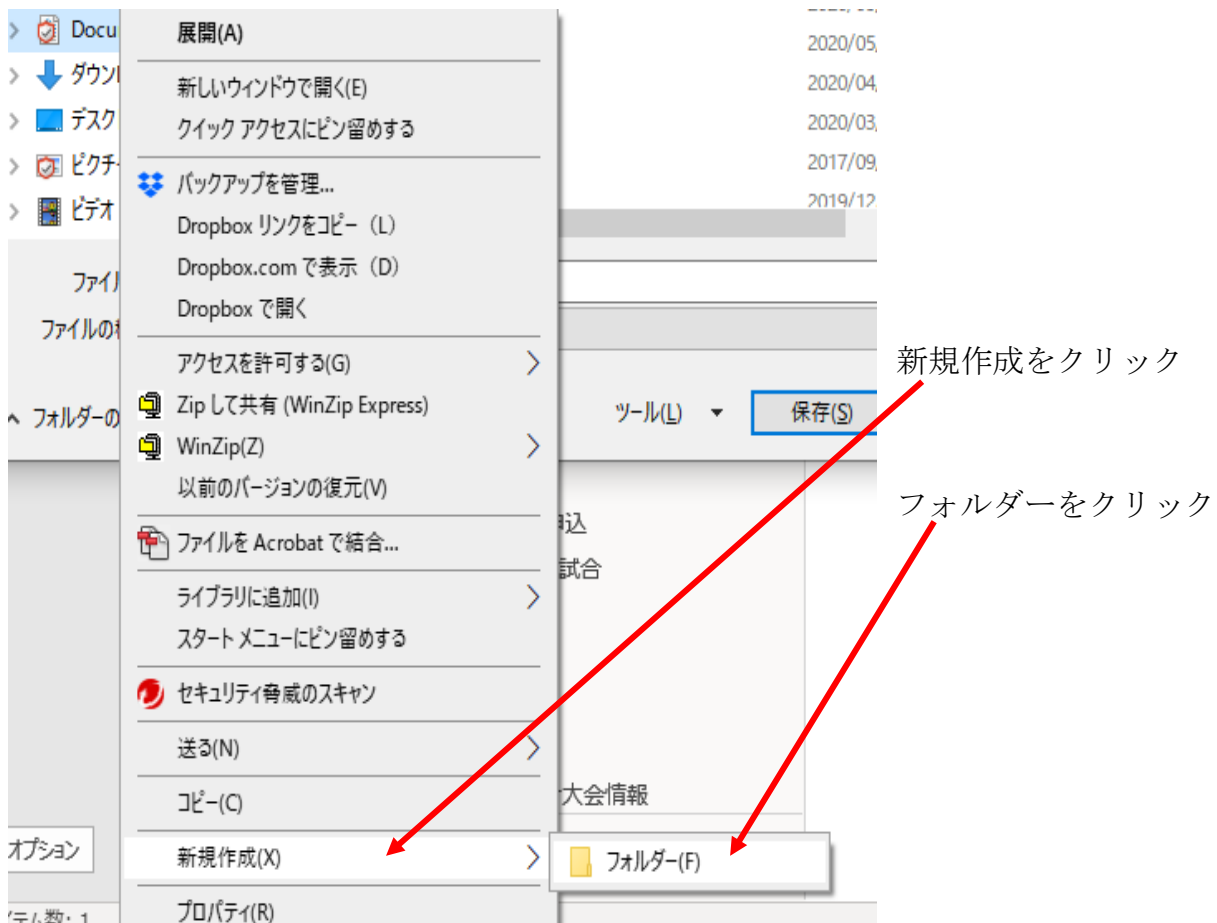 Docu
展開(A)
2020/05,
ダウン
新しいウィンドウで開く(E)
2020/04,
デスク
クイック アクセスにピン留めする
2020/03,
ピクチ
2017/09,
バックアップを管理...
ビデオ
2019/12
Dropbox リンクをコピー（L）
Dropbox.com で表示（D）
ファイル
Dropbox で開く
ファイルの
アクセスを許可する(G)
新規作成をクリック
Zip して共有 (WinZip Express)
ツール(L)
保存(S)
フォルダーの
WinZip(Z)
以前のバージョンの復元(V)
フォルダーをクリック
申込
ファイルを Acrobat で結合...
試合
ライブラリに追加(I)
スタート メニューにピン留めする
セキュリティ脅威のスキャン
送る(N)
大会情報
コピー(C)
オプション
新規作成(X)
フォルダー(F)
プロパティ(R)
テム数: 1